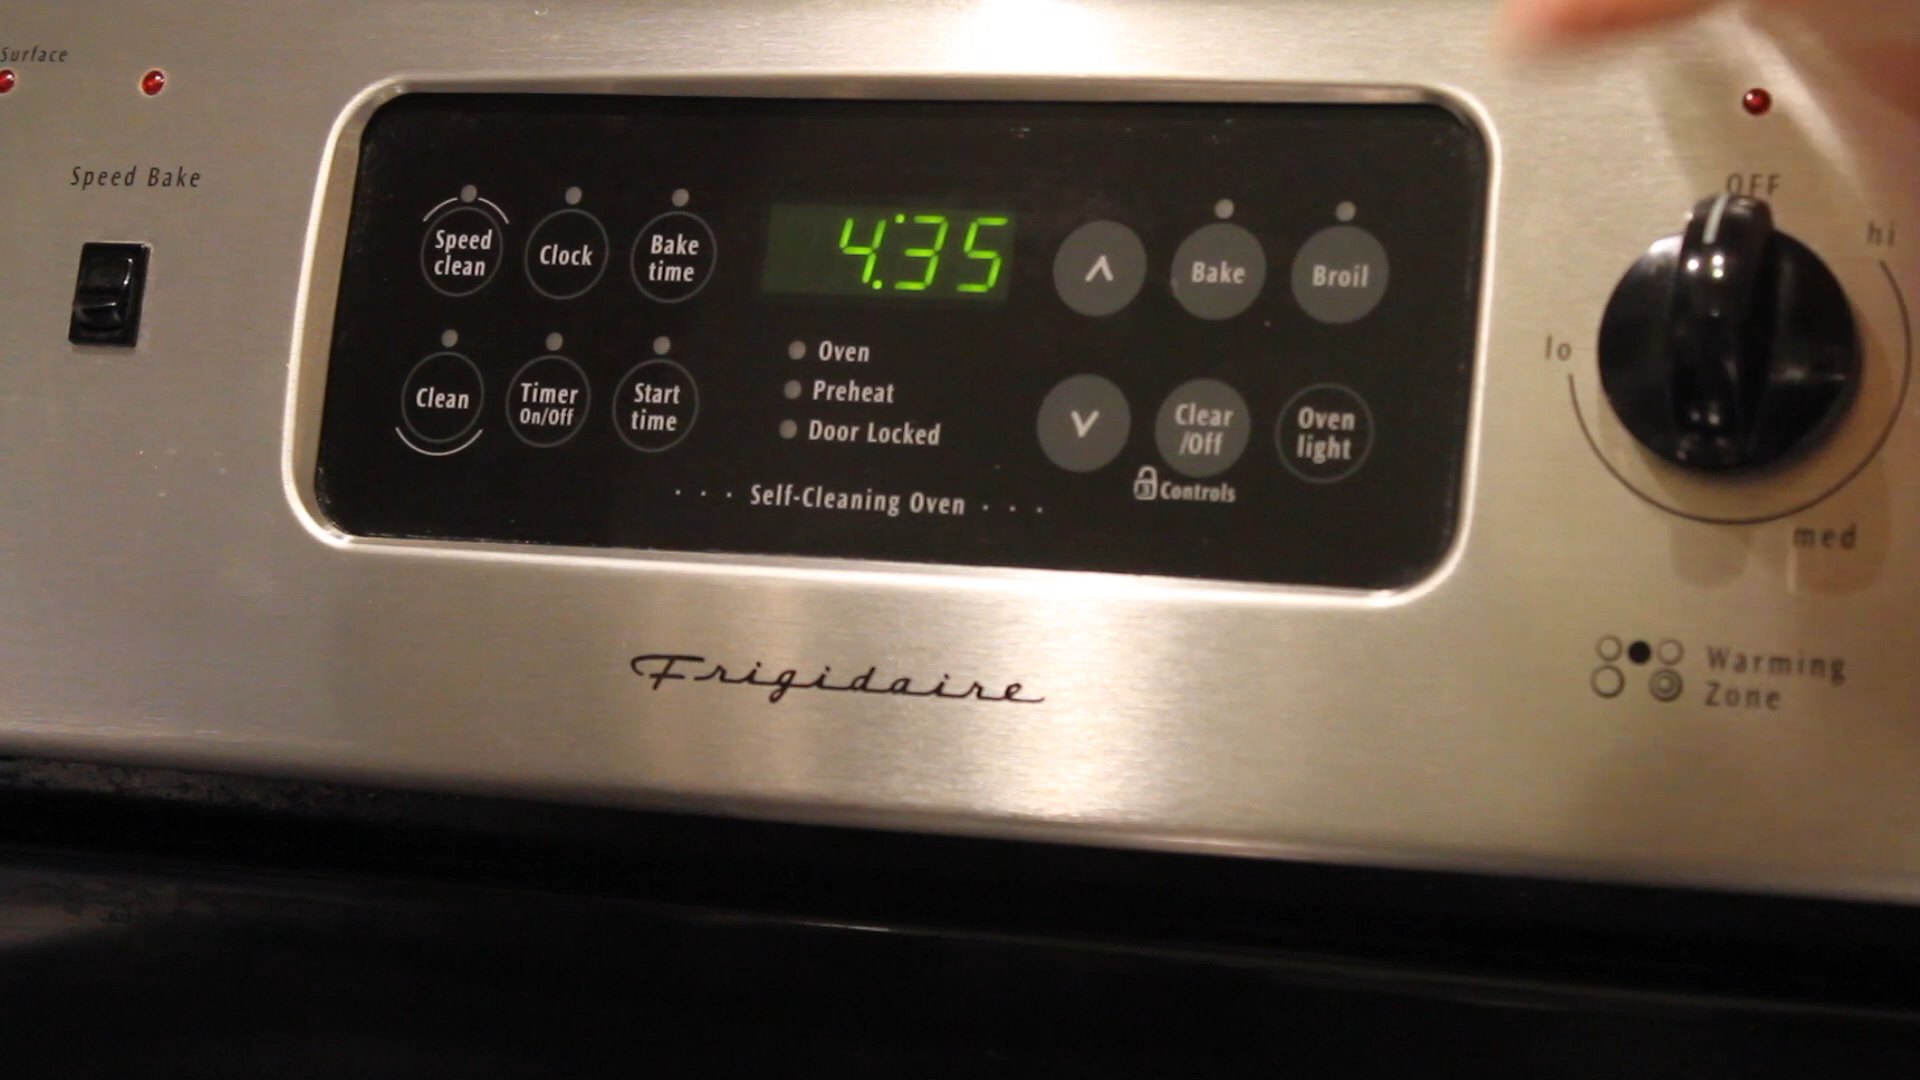 Surface
Speed Bake
Speed
clean
Clock
Bake
time
4:35
Bake
Broil
OFF
hi
lo
med
Clean
Timer
On/Off
Start
time
Oven
Preheat
Door Locked
Clear
/Off
Controls
Oven
light
· · · Self-Cleaning Oven · · ·
Frigidaire
Warming
Zone